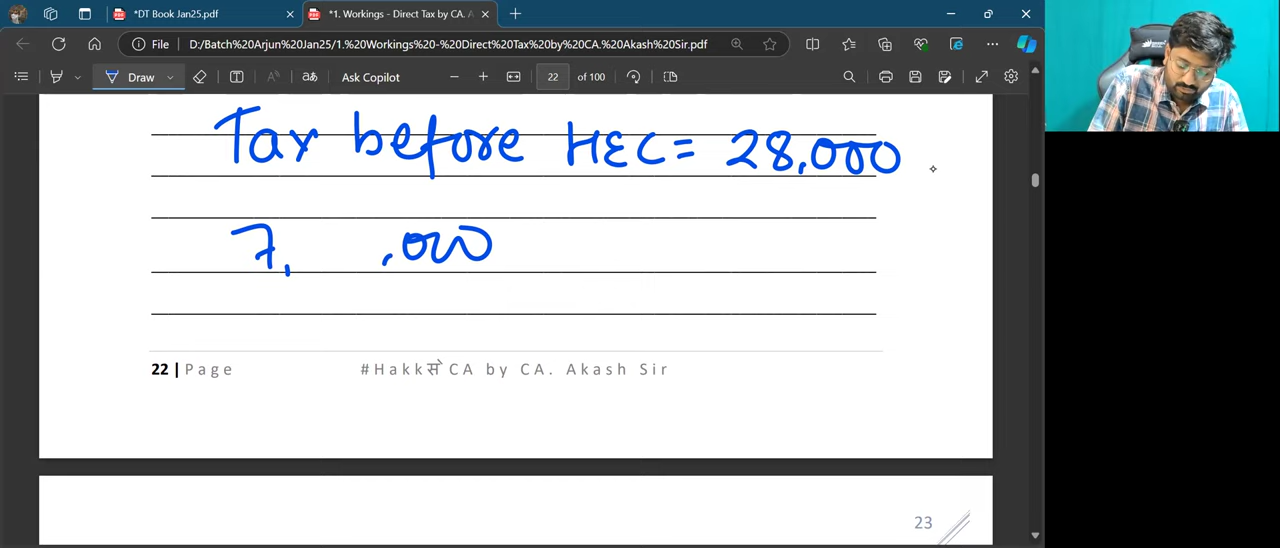 *DT Book Jan25.pdf
*1. Workings - Direct Tax by CA. A
File
D:/Batch%20Arjun%20Jan25/1.%20Workings%20-%20Direct%20Tax%20by%20CA.%20Akash%20Sir.pdf
Draw
aあ
Ask Copilot
22 of 100
Tax before HEC = 28,000
7, ,000
22 | Page
#Hakkसे CA by CA. Akash Sir
23